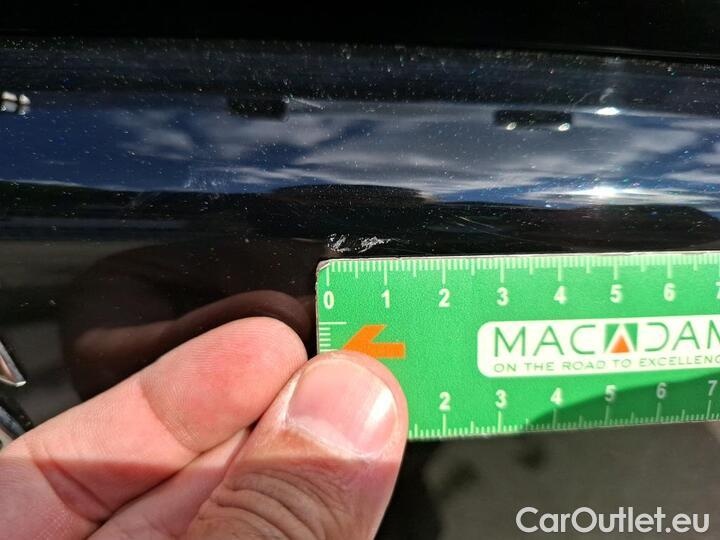 0 1 2 3 4 5 6 7
MACADAM
ON THE ROAD TO EXCELLENC
2 3 4 5 6 7
CarOutlet.eu